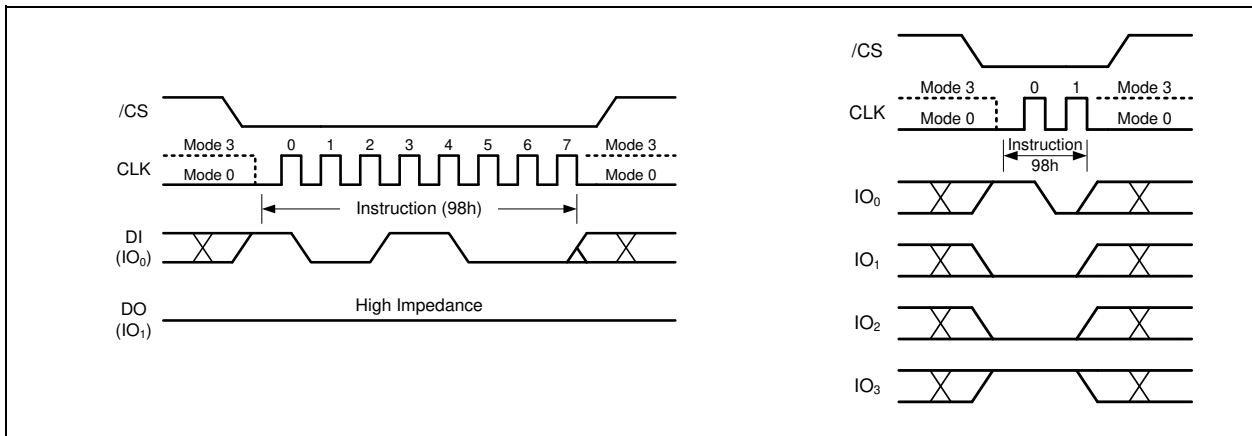 /CS
Mode 3 0 1 2 3 4 5 6 7 Mode 3
CLK Mode 0 Mode 0
Instruction (98h)
DI
(IO₀)
DO
(IO₁)
High Impedance
/CS
Mode 3 0 1 Mode 3
CLK Mode 0 Mode 0
Instruction
98h
IO₀
IO₁
IO₂
IO₃